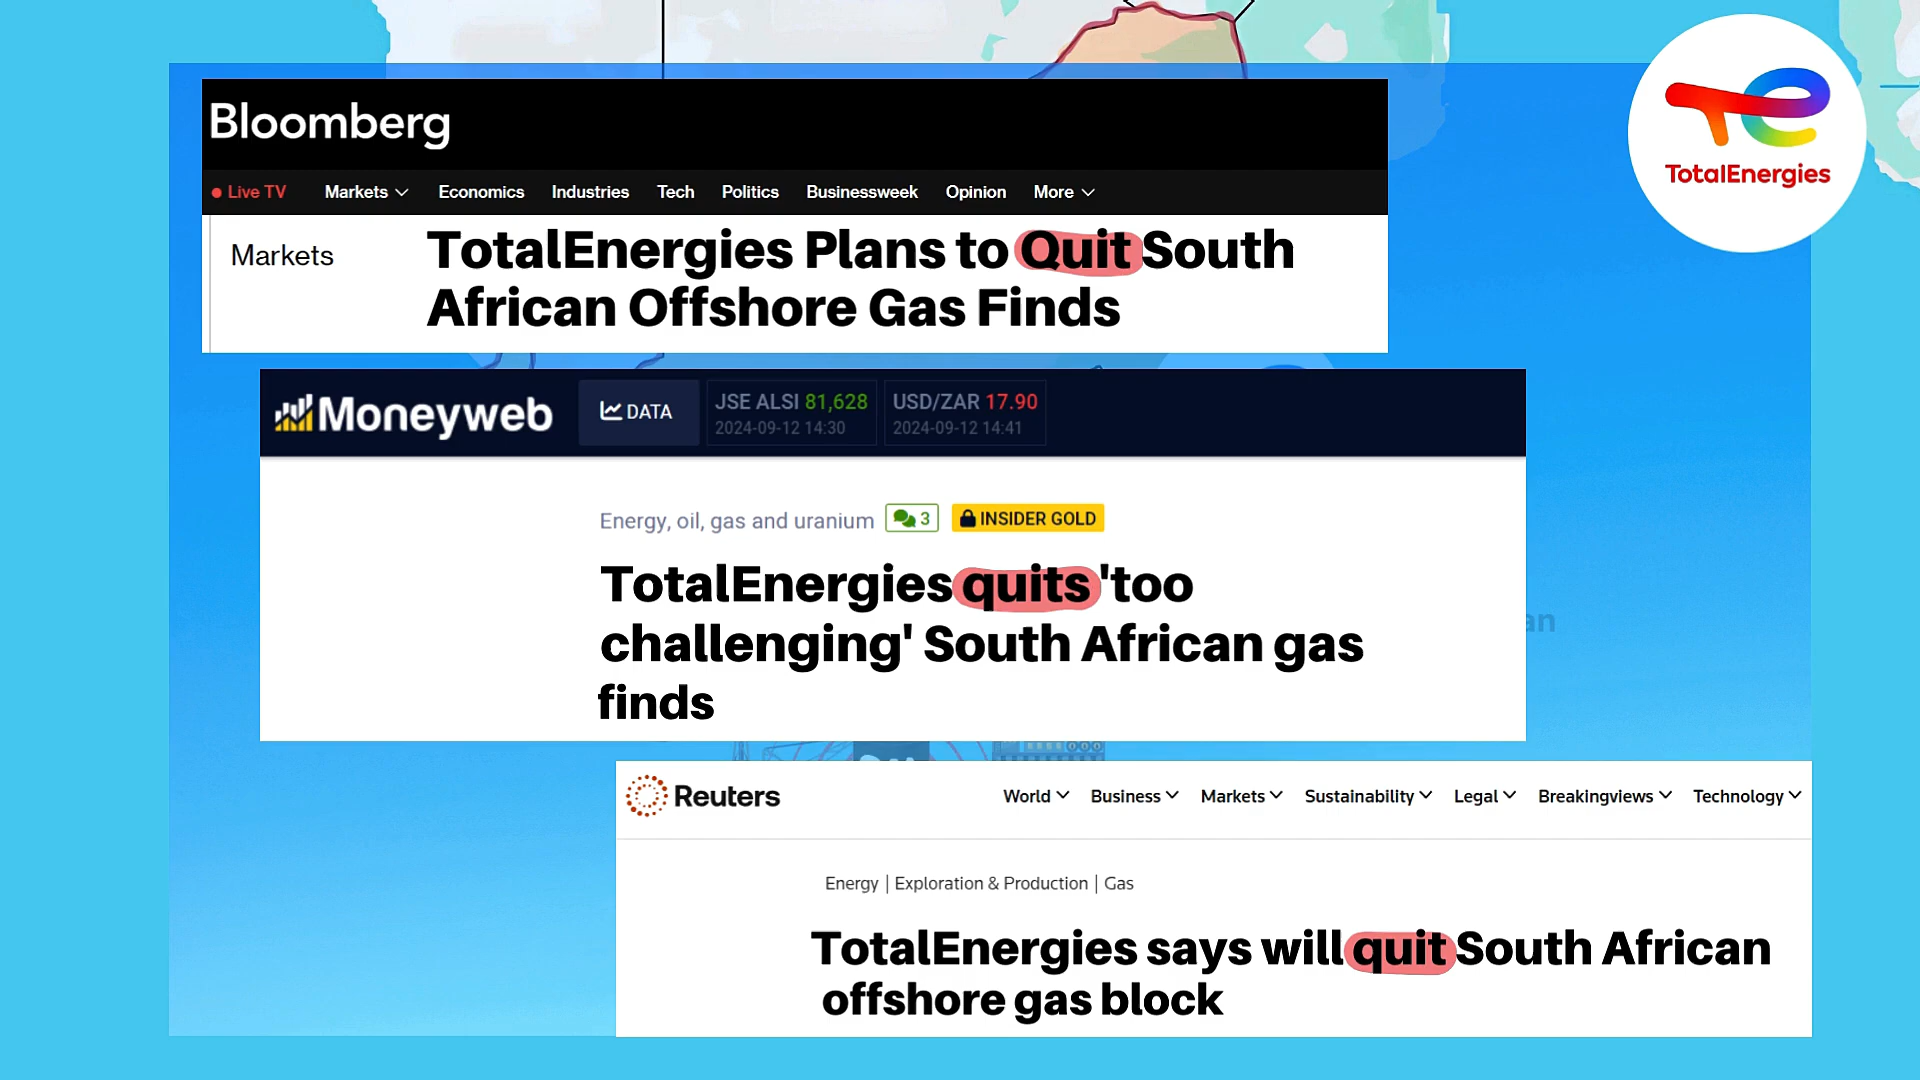 TotalEnergies
Bloomberg
Live TV Markets Economics Industries Tech Politics Businessweek Opinion More
Markets
TotalEnergies Plans to Quit South
African Offshore Gas Finds
Moneyweb
DATA
JSE ALSI 81,628
2024-09-12 14:30
USD/ZAR 17.90
2024-09-12 14:41
Energy, oil, gas and uranium 3 INSIDER GOLD
TotalEnergies quits 'too
challenging' South African gas
finds
an
Reuters
World Business Markets Sustainability Legal Breakingviews Technology
Energy | Exploration & Production | Gas
TotalEnergies says will quit South African
offshore gas block